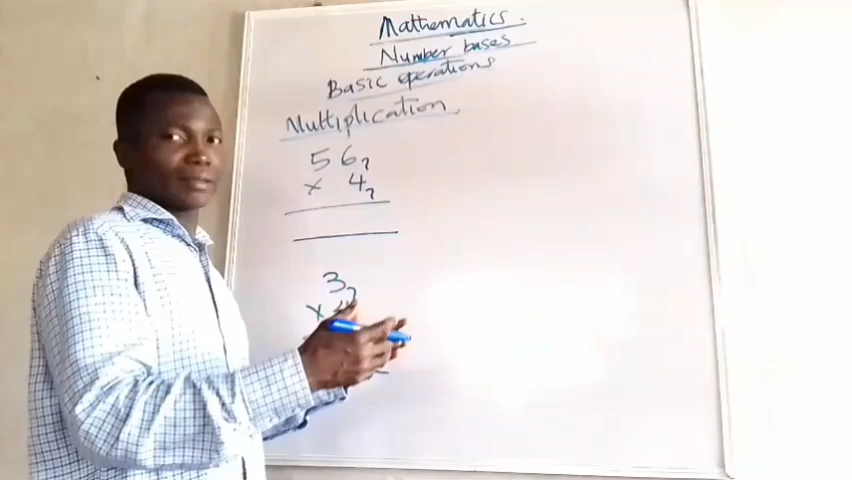 Mathematics.
Number bases
Basic operations
Multiplication.
56₇
× 4₇
3₇
×